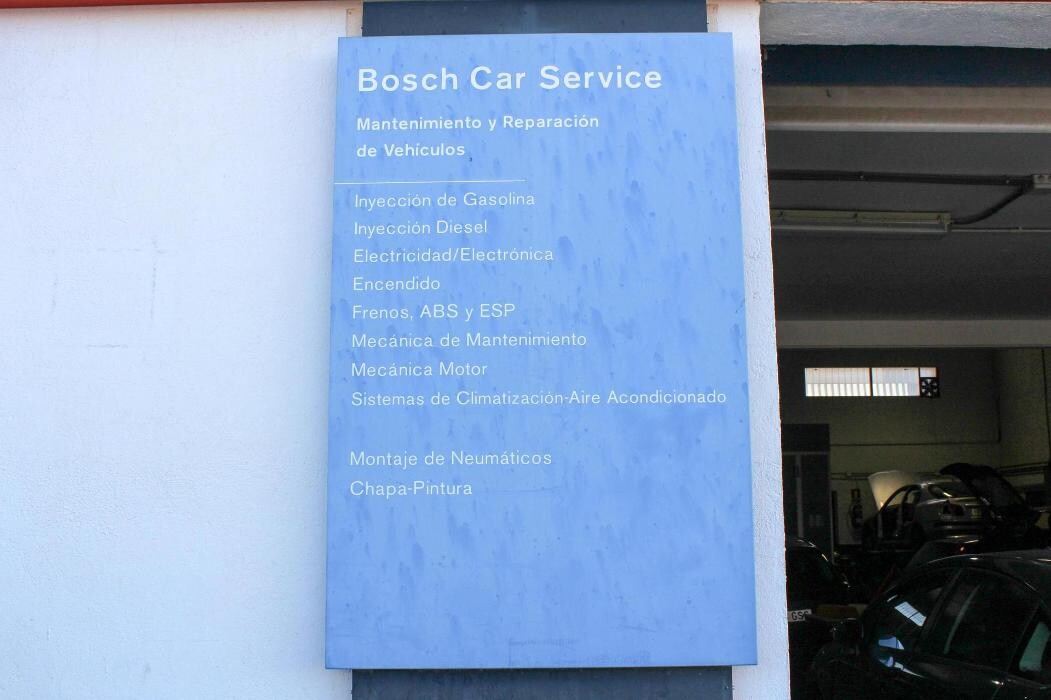 Bosch Car Service
Mantenimiento y Reparación
de Vehículos
Inyección de Gasolina
Inyección Diesel
Electricidad/Electrónica
Encendido
Frenos, ABS y ESP
Mecánica de Mantenimiento
Mecánica Motor
Sistemas de Climatización-Aire Acondicionado
Montaje de Neumáticos
Chapa-Pintura